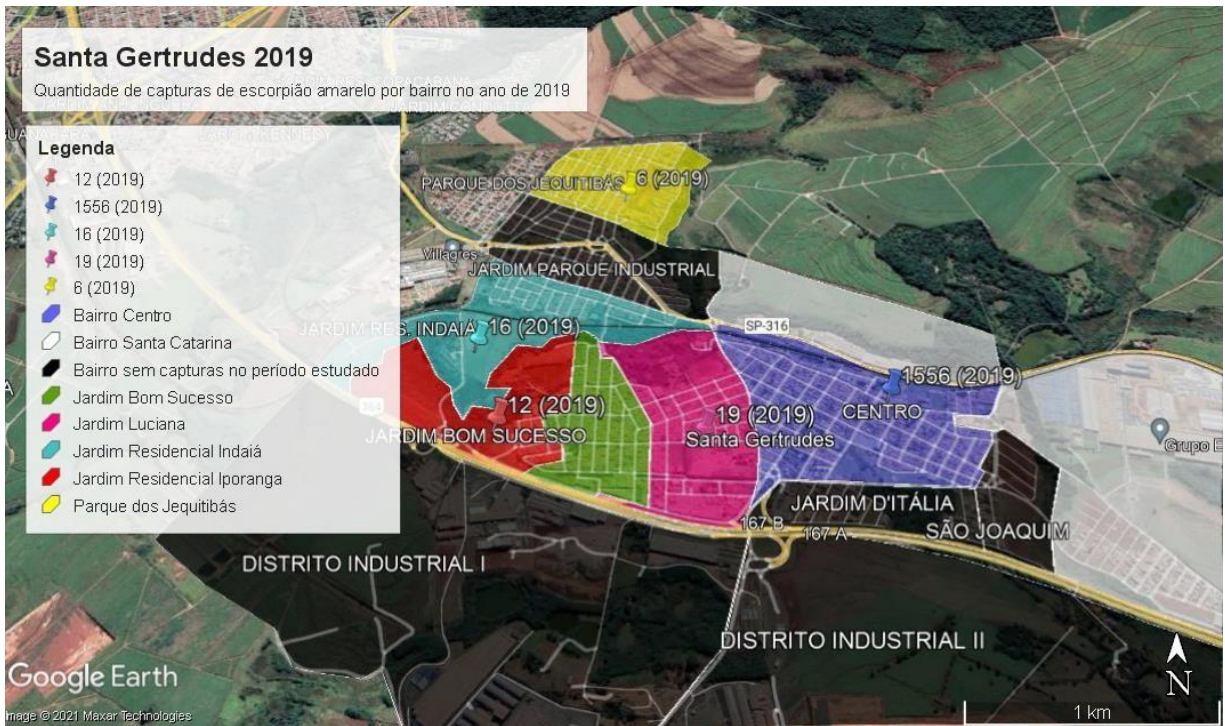 Santa Gertrudes 2019
Quantidade de capturas de escorpião amarelo por bairro no ano de 2019
Legenda
12 (2019)
1556 (2019)
16 (2019)
19 (2019)
6 (2019)
Bairro Centro
Bairro Santa Catarina
Bairro sem capturas no período estudado
Jardim Bom Sucesso
Jardim Luciana
Jardim Residencial Indaiá
Jardim Residencial Iporanga
Parque dos Jequitibás
PARQUE DOS JEQUITIBÁS
6 (2019)
Villagres
JARDIM PARQUE INDUSTRIAL
JARDIM RES. INDAIÁ
16 (2019)
SP-316
1556 (2019)
CENTRO
12 (2019)
JARDIM BOM SUCESSO
19 (2019)
Santa Gertrudes
Grupo E
364
JARDIM D'ITÁLIA
167 B
167 A
SÃO JOAQUIM
DISTRITO INDUSTRIAL I
DISTRITO INDUSTRIAL II
Google Earth
N
Image © 2021 Maxar Technologies
1 km